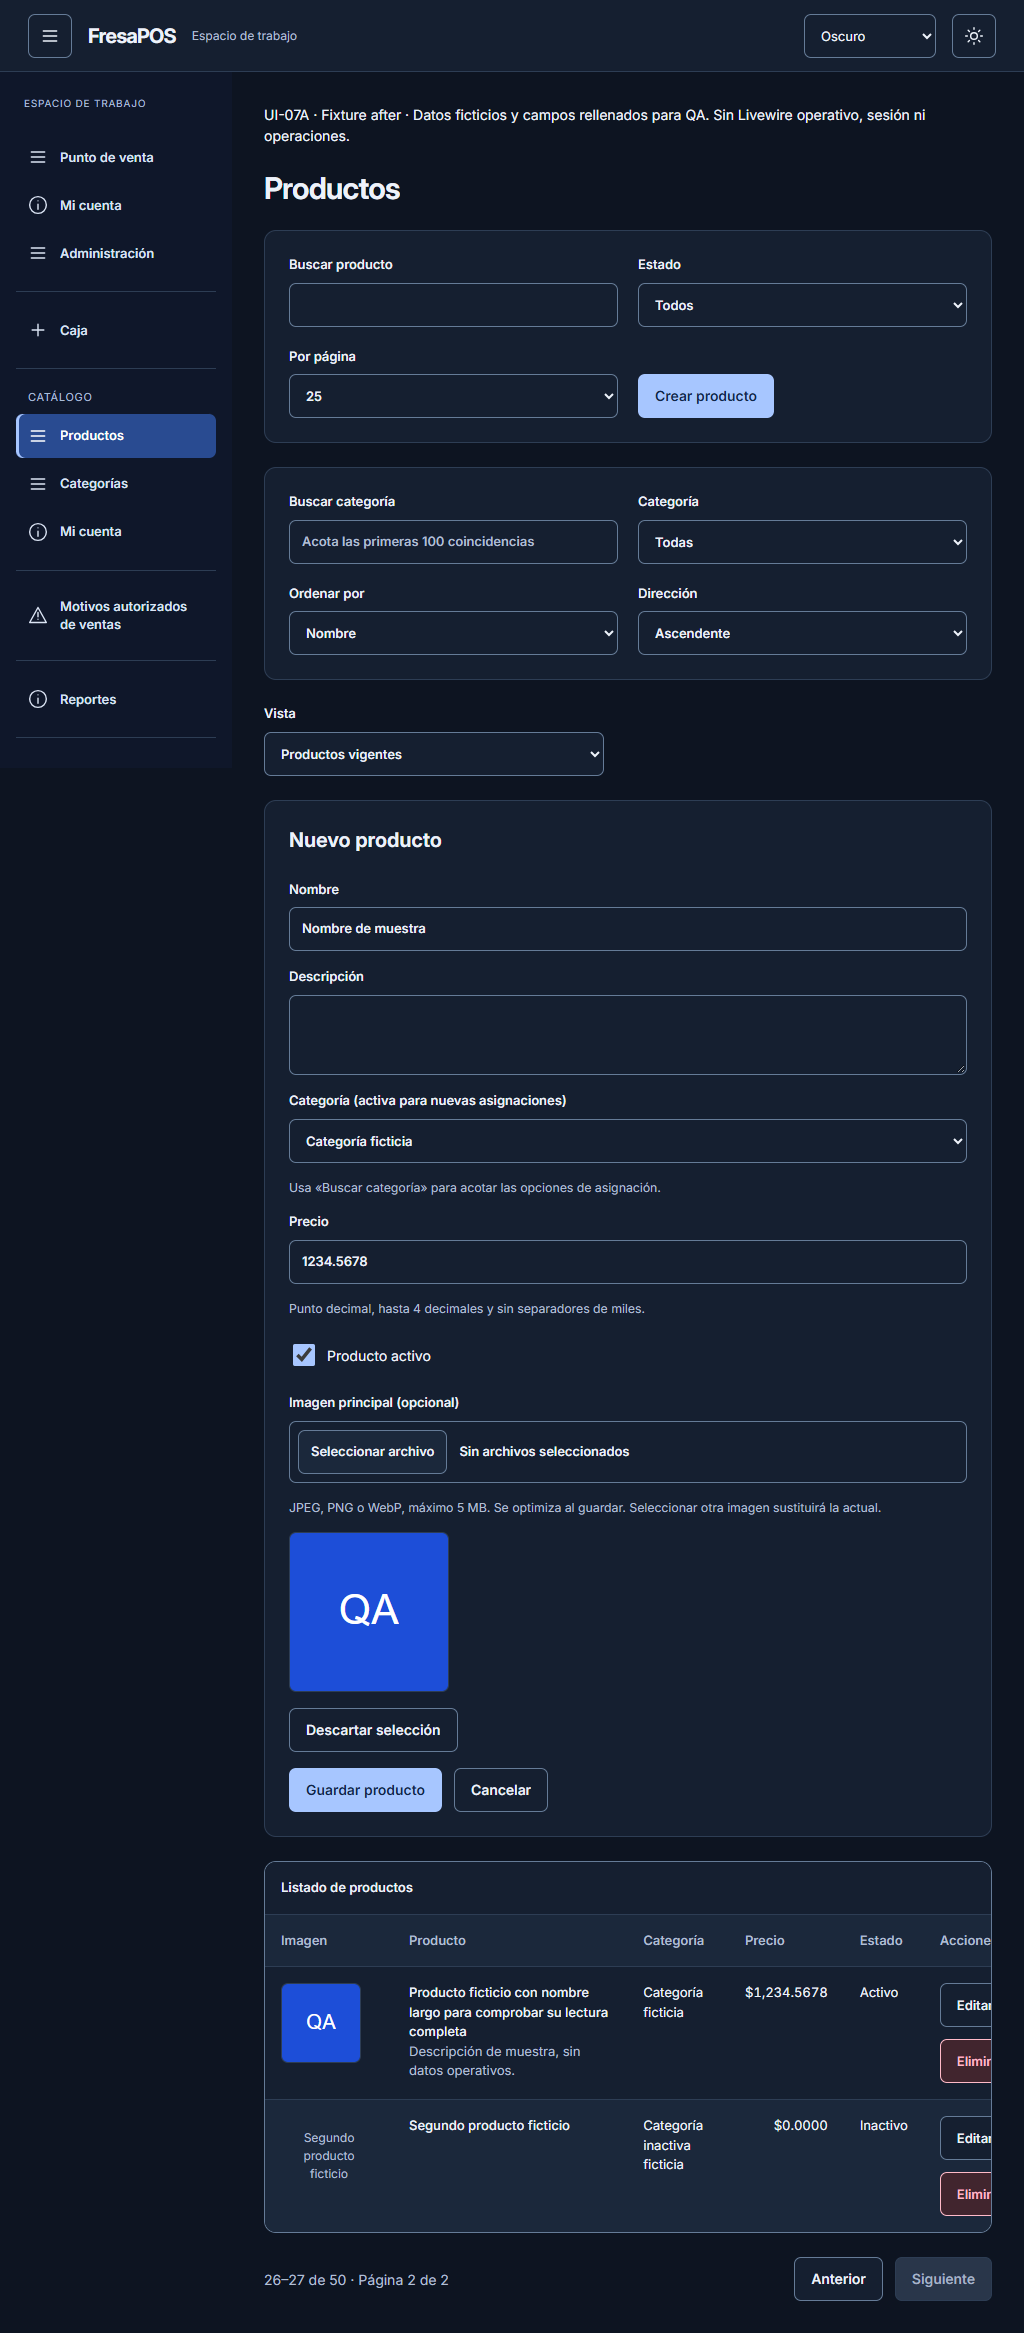 FresaPOS
Espacio de trabajo
Oscuro
ESPACIO DE TRABAJO
Punto de venta
Mi cuenta
Administración
Caja
CATÁLOGO
Productos
Categorías
Mi cuenta
Motivos autorizados
de ventas
Reportes
UI-07A · Fixture after · Datos ficticios y campos rellenados para QA. Sin Livewire operativo, sesión ni
operaciones.
Productos
Buscar producto
Estado
Todos
Por página
25
Crear producto
Buscar categoría
Categoría
Acota las primeras 100 coincidencias
Todas
Ordenar por
Dirección
Nombre
Ascendente
Vista
Productos vigentes
Nuevo producto
Nombre
Nombre de muestra
Descripción
Categoría (activa para nuevas asignaciones)
Categoría ficticia
Usa «Buscar categoría» para acotar las opciones de asignación.
Precio
1234.5678
Punto decimal, hasta 4 decimales y sin separadores de miles.
Producto activo
Imagen principal (opcional)
Seleccionar archivo Sin archivos seleccionados
JPEG, PNG o WebP, máximo 5 MB. Se optimiza al guardar. Seleccionar otra imagen sustituirá la actual.
QA
Descartar selección
Guardar producto
Cancelar
Listado de productos
Imagen Producto Categoría Precio Estado Accione
QA
Producto ficticio con nombre
largo para comprobar su lectura
completa
Descripción de muestra, sin
datos operativos.
Categoría
ficticia
$1,234.5678
Activo
Editar
Elimin
Segundo
producto
ficticio
Segundo producto ficticio
Categoría
inactiva
ficticia
$0.0000
Inactivo
Editar
Elimin
26–27 de 50 · Página 2 de 2
Anterior
Siguiente